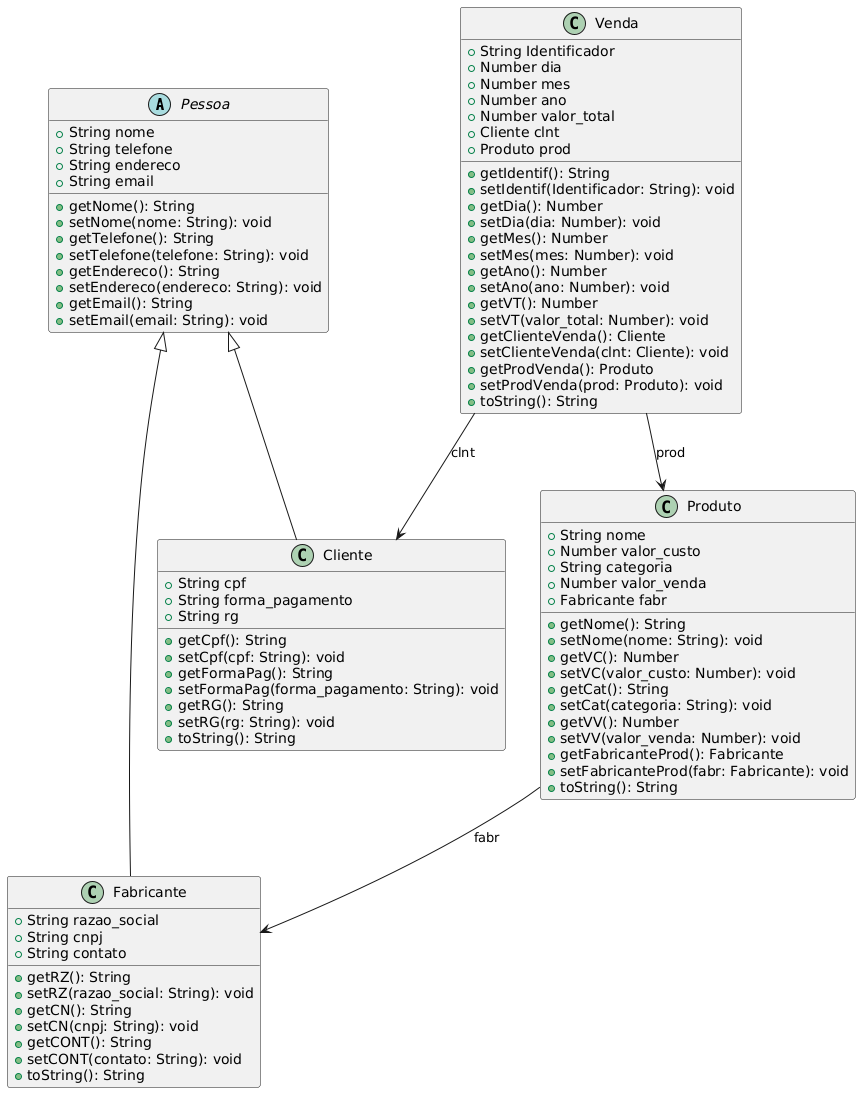 C Venda
+String Identificador
+Number dia
+Number mes
+Number ano
+Number valor_total
+Cliente clnt
+Produto prod
+getIdentif(): String
+setIdentif(Identificador: String): void
+getDia(): Number
+setDia(dia: Number): void
+getMes(): Number
+setMes(mes: Number): void
+getAno(): Number
+setAno(ano: Number): void
+getVT(): Number
+setVT(valor_total: Number): void
+getClienteVenda(): Cliente
+setClienteVenda(clnt: Cliente): void
+getProdVenda(): Produto
+setProdVenda(prod: Produto): void
+toString(): String
A Pessoa
+String nome
+String telefone
+String endereco
+String email
+getNome(): String
+setNome(nome: String): void
+getTelefone(): String
+setTelefone(telefone: String): void
+getEndereco(): String
+setEndereco(endereco: String): void
+getEmail(): String
+setEmail(email: String): void
clnt
prod
C Cliente
+String cpf
+String forma_pagamento
+String rg
+getCpf(): String
+setCpf(cpf: String): void
+getFormaPag(): String
+setFormaPag(forma_pagamento: String): void
+getRG(): String
+setRG(rg: String): void
+toString(): String
C Produto
+String nome
+Number valor_custo
+String categoria
+Number valor_venda
+Fabricante fabr
+getNome(): String
+setNome(nome: String): void
+getVC(): Number
+setVC(valor_custo: Number): void
+getCat(): String
+setCat(categoria: String): void
+getVV(): Number
+setVV(valor_venda: Number): void
+getFabricanteProd(): Fabricante
+setFabricanteProd(fabr: Fabricante): void
+toString(): String
fabr
C Fabricante
+String razao_social
+String cnpj
+String contato
+getRZ(): String
+setRZ(razao_social: String): void
+getCN(): String
+setCN(cnpj: String): void
+getCONT(): String
+setCONT(contato: String): void
+toString(): String